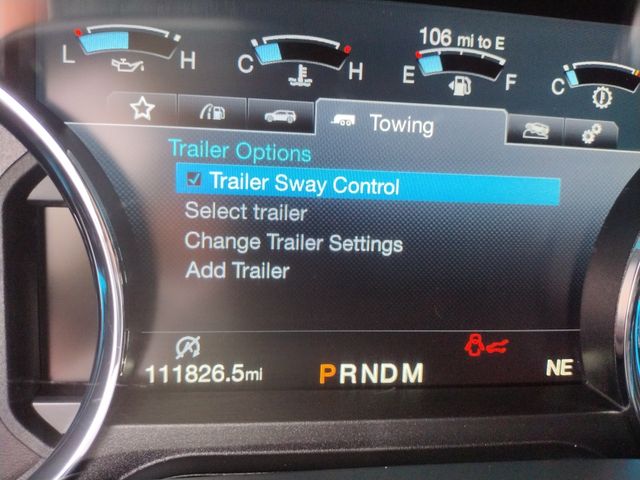 106 mi to E
L H C H E F C
Towing
Trailer Options
Trailer Sway Control
Select trailer
Change Trailer Settings
Add Trailer
111826.5mi PRNDM NE